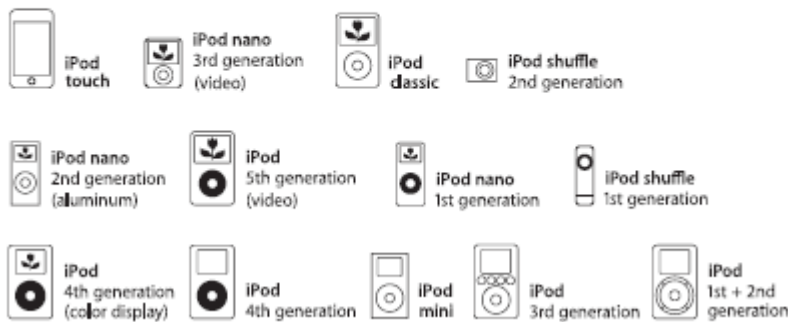 iPod
touch
iPod nano
3rd generation
(video)
iPod
classic
iPod shuffle
2nd generation
iPod nano
2nd generation
(aluminum)
iPod
5th generation
(video)
iPod nano
1st generation
iPod shuffle
1st generation
iPod
4th generation
(color display)
iPod
4th generation
iPod
mini
iPod
3rd generation
iPod
1st + 2nd
generation